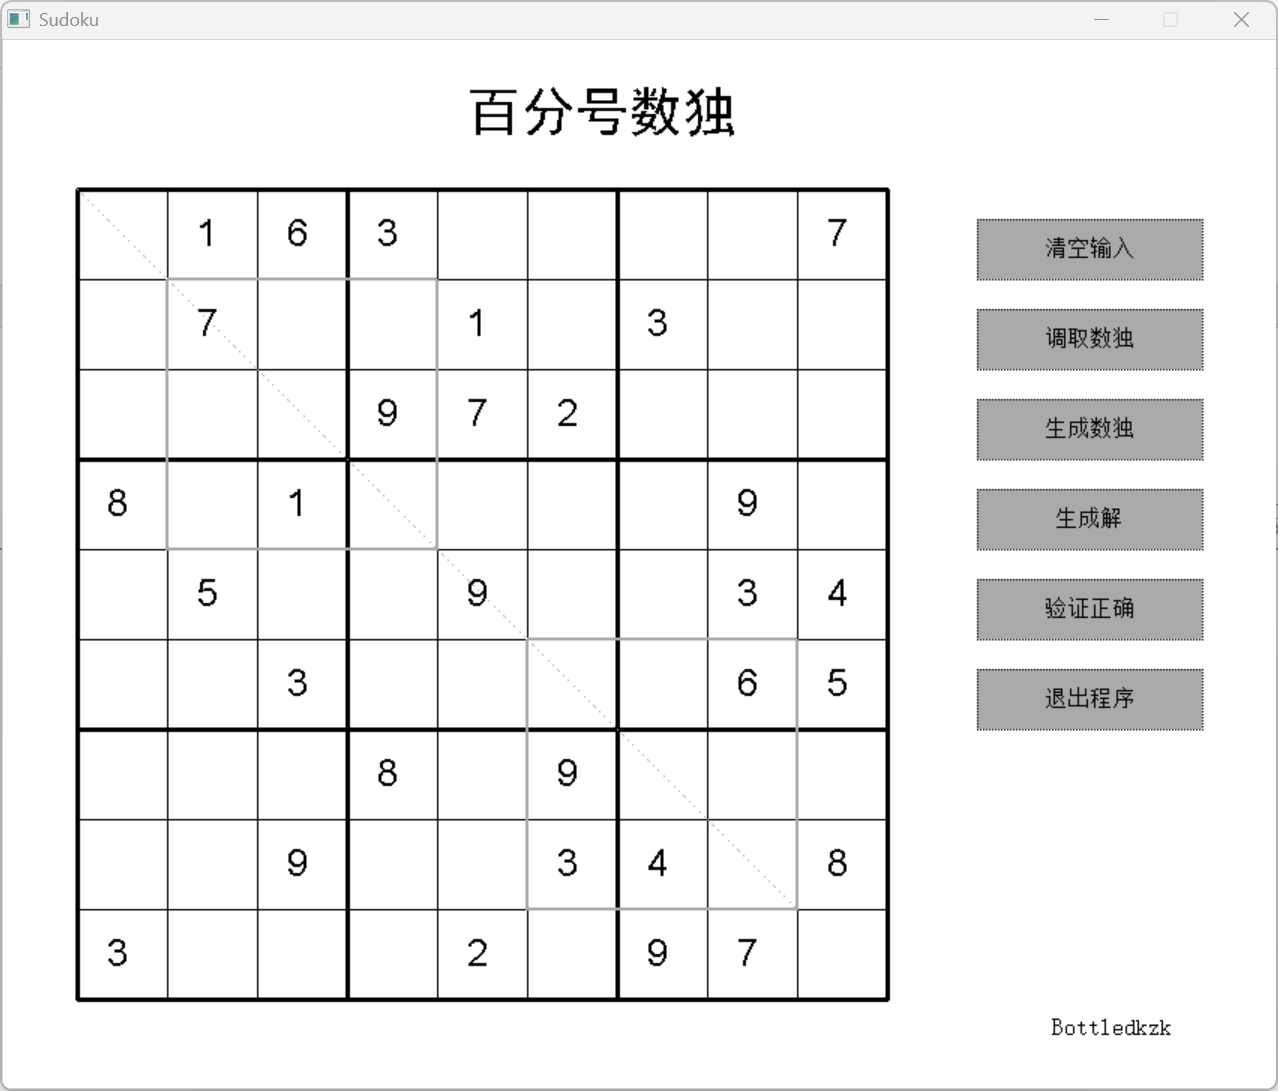 Sudoku
百分号数独
1 6 3 7
7 1 3
9 7 2
8 1 9
5 9 3 4
3 6 5
8 9
9 3 4 8
3 2 9 7
清空输入
调取数独
生成数独
生成解
验证正确
退出程序
Bottledkzk